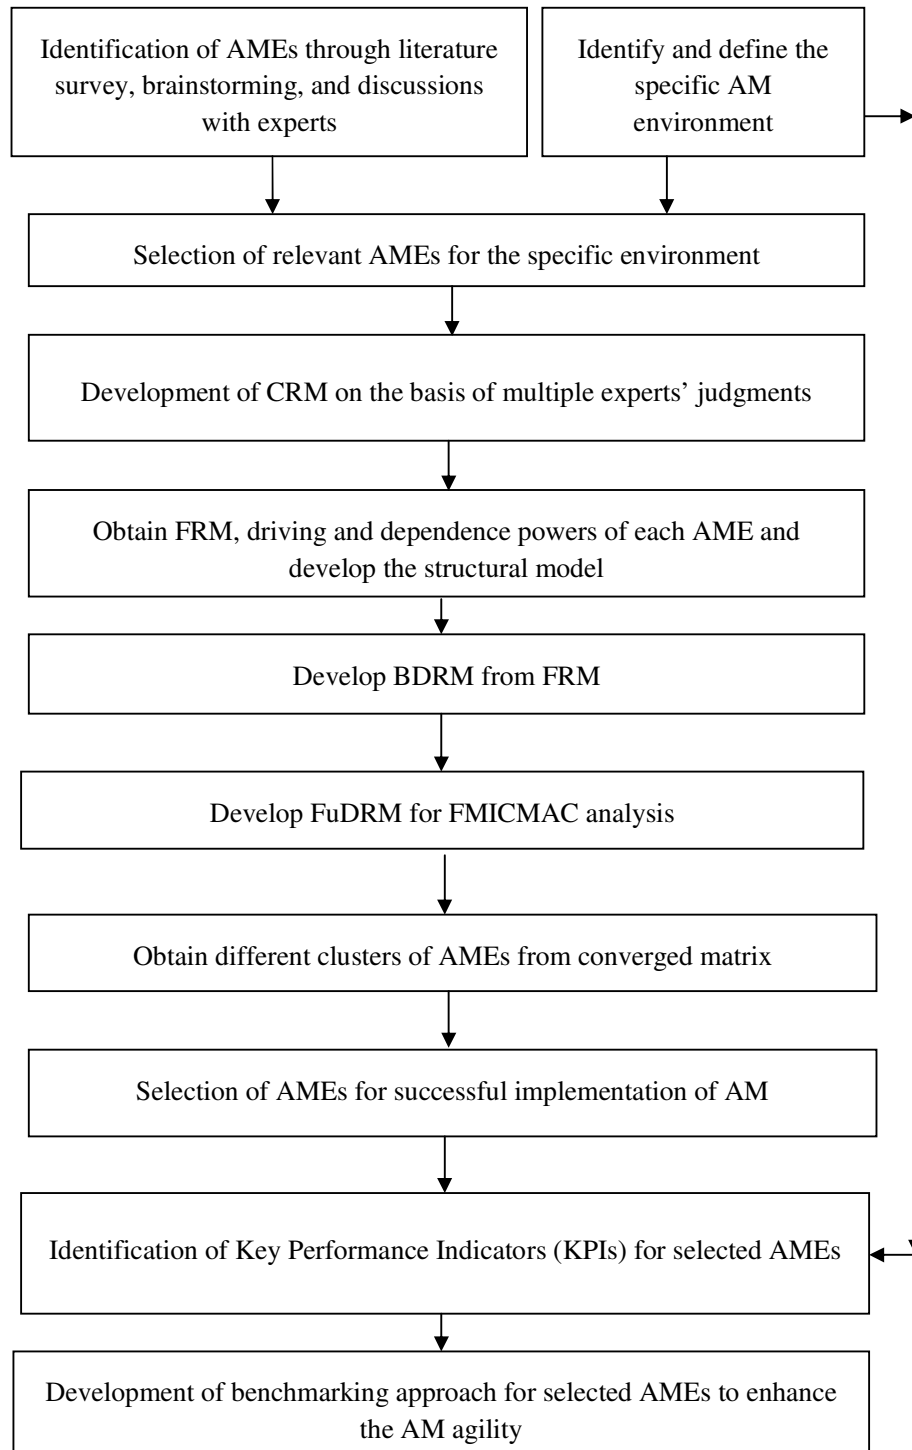 Identification of AMEs through literature
survey, brainstorming, and discussions
with experts
Identify and define the
specific AM
environment
Selection of relevant AMEs for the specific environment
Development of CRM on the basis of multiple experts’ judgments
Obtain FRM, driving and dependence powers of each AME and
develop the structural model
Develop BDRM from FRM
Develop FuDRM for FMICMAC analysis
Obtain different clusters of AMEs from converged matrix
Selection of AMEs for successful implementation of AM
Identification of Key Performance Indicators (KPIs) for selected AMEs
Development of benchmarking approach for selected AMEs to enhance
the AM agility